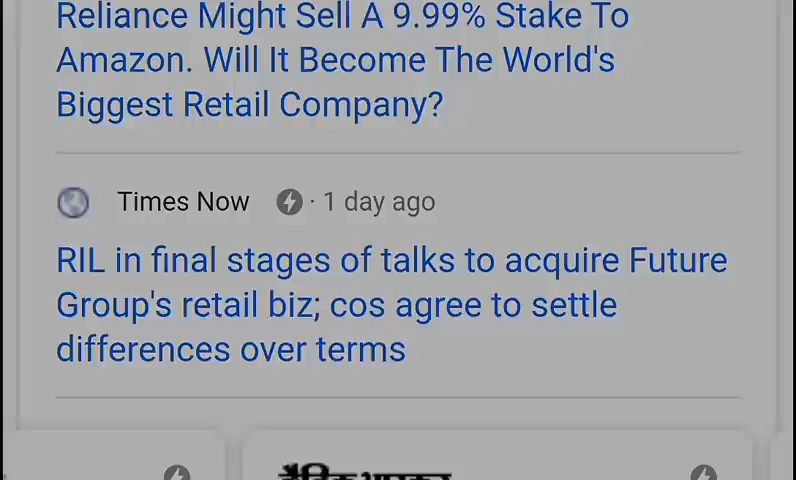 Reliance Might Sell A 9.99% Stake To
Amazon. Will It Become The World's
Biggest Retail Company?
Times Now · 1 day ago
RIL in final stages of talks to acquire Future
Group's retail biz; cos agree to settle
differences over terms
दैनिक भास्कर